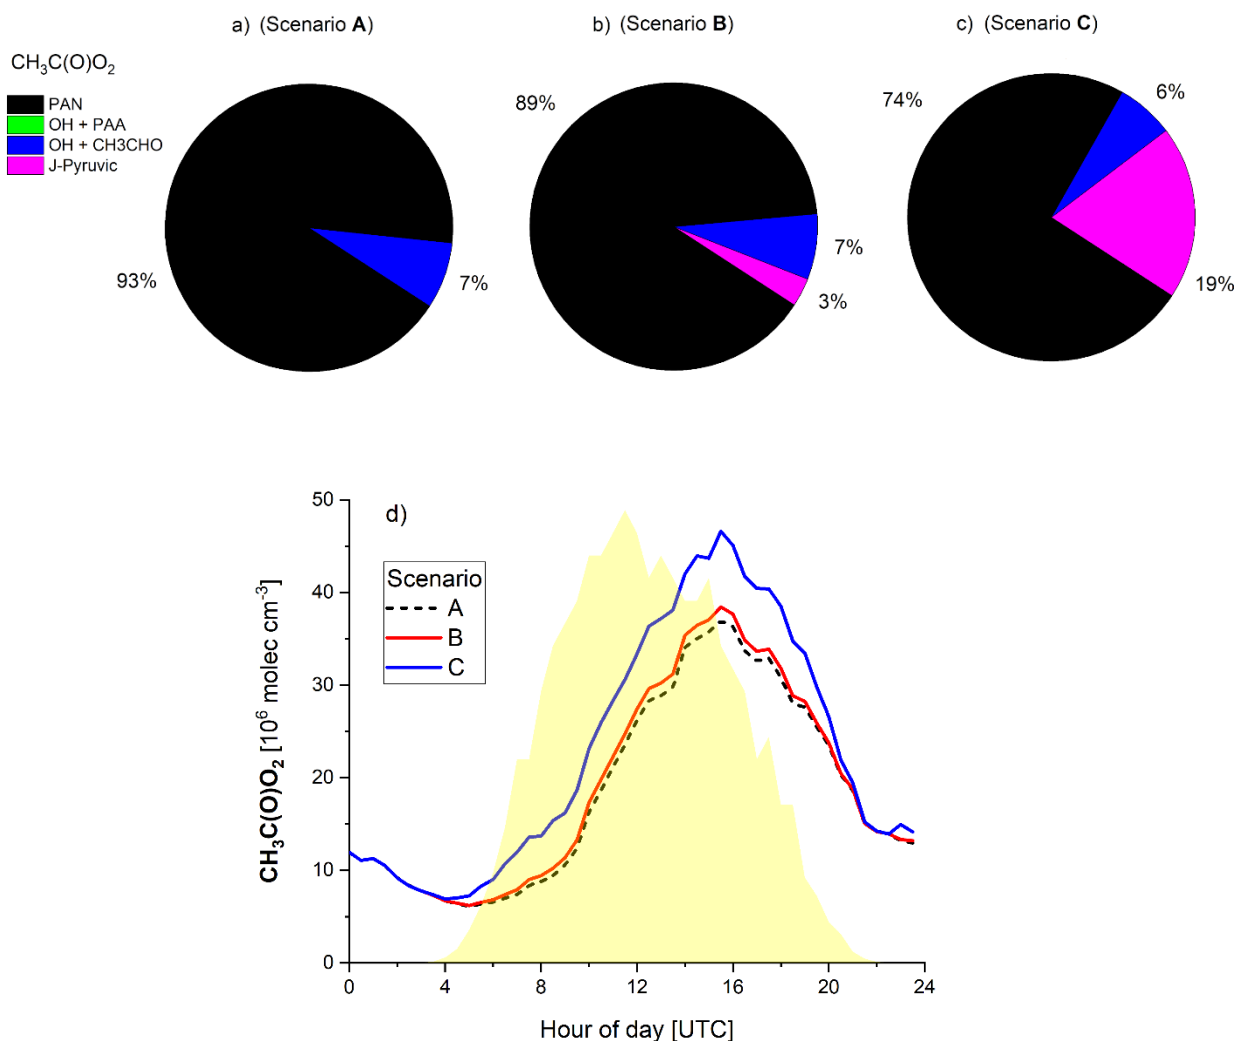 a) (Scenario A)
b) (Scenario B)
c) (Scenario C)
CH₃C(O)O₂
PAN
OH + PAA
OH + CH3CHO
J-Pyruvic
93%
7%
89%
7%
3%
74%
6%
19%
d)
Scenario
A
B
C
CH₃C(O)O₂ [10⁶ molec cm⁻³]
50
40
30
20
10
0
0 4 8 12 16 20 24
Hour of day [UTC]